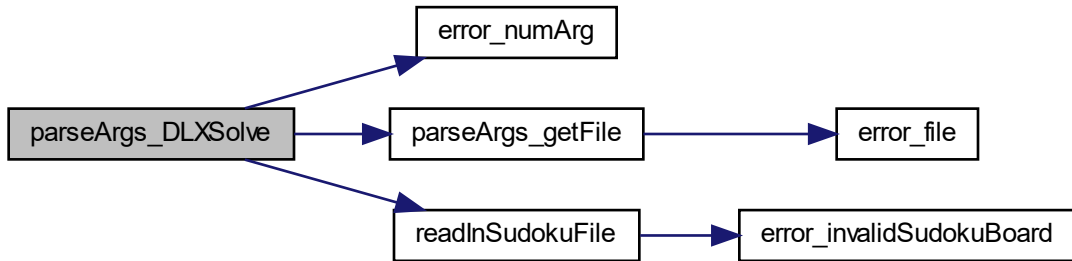 error_numArg
parseArgs_DLXSolve
parseArgs_getFile
error_file
readInSudokuFile
error_invalidSudokuBoard